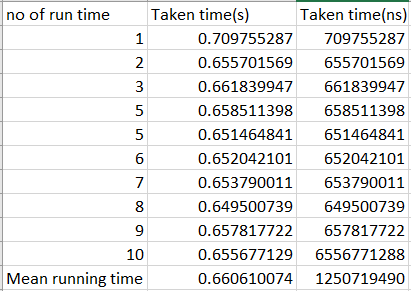 no of run time Taken time(s) Taken time(ns)
1 0.709755287 709755287
2 0.655701569 655701569
3 0.661839947 661839947
5 0.658511398 658511398
5 0.651464841 651464841
6 0.652042101 652042101
7 0.653790011 653790011
8 0.649500739 649500739
9 0.657817722 657817722
10 0.655677129 6556771288
Mean running time 0.660610074 1250719490